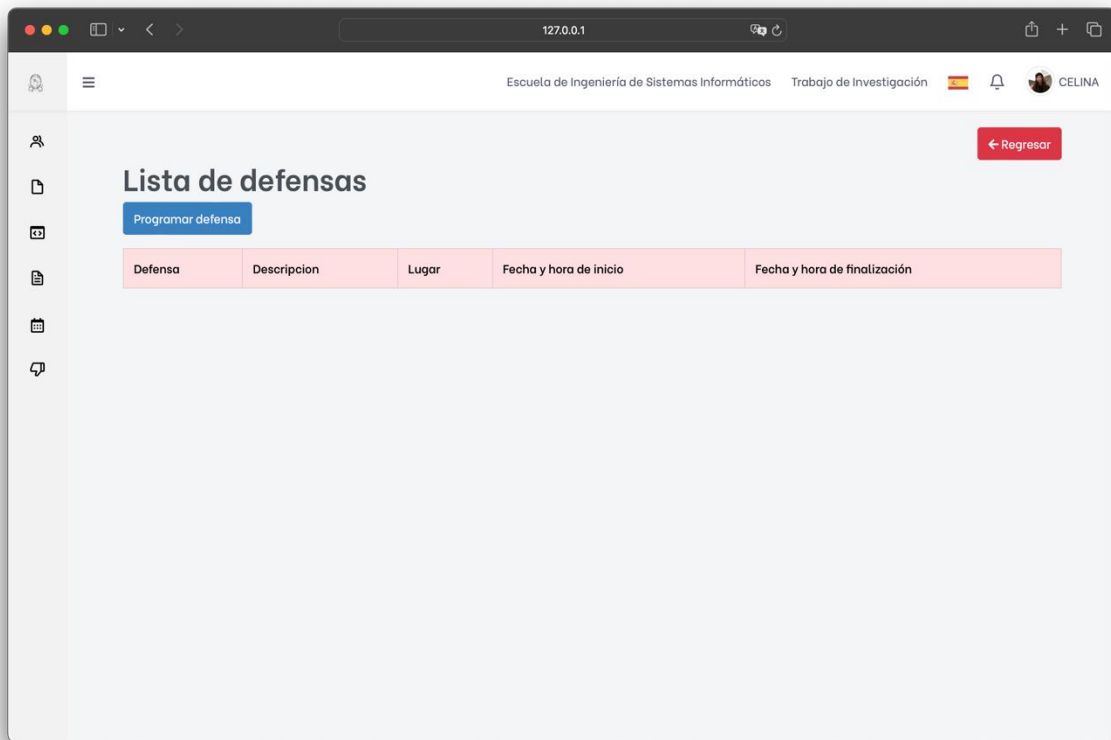 127.0.0.1
Escuela de Ingeniería de Sistemas Informáticos Trabajo de Investigación CELINA
Regresar
Lista de defensas
Programar defensa
Defensa Descripcion Lugar Fecha y hora de inicio Fecha y hora de finalización